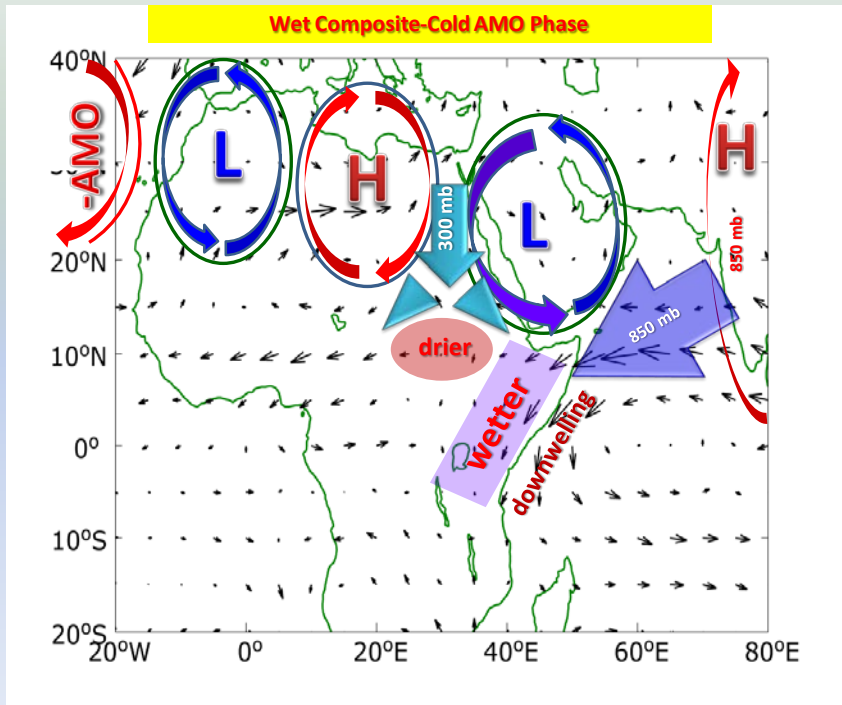 Wet Composite-Cold AMO Phase
40°N
20°N
10°N
0°
10°S
20°S
20°W
0°
20°E
40°E
60°E
80°E
-AMO
L
H
300 mb
L
H
850 mb
850 mb
drier
wetter
downwelling